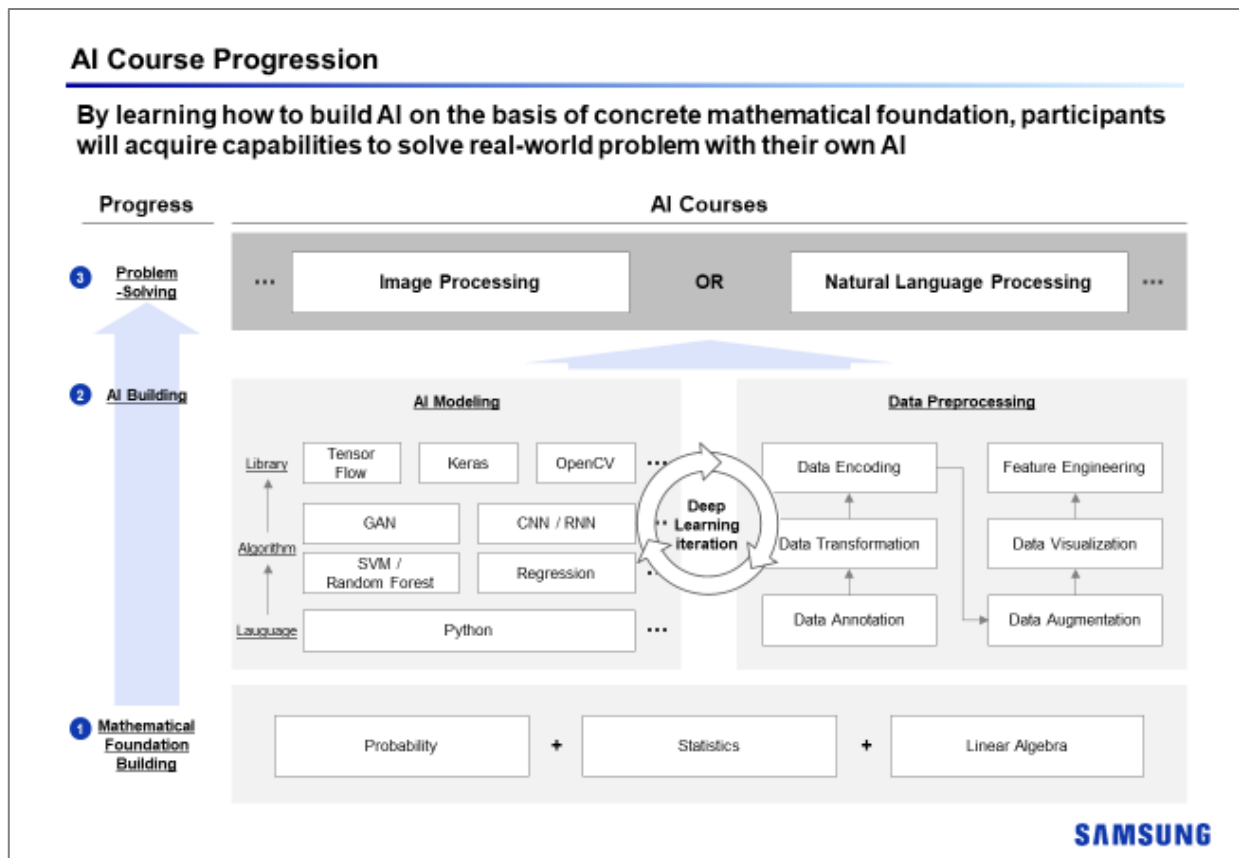 AI Course Progression
By learning how to build AI on the basis of concrete mathematical foundation, participants
will acquire capabilities to solve real-world problem with their own AI
Progress
AI Courses
3
Problem
-Solving
...
Image Processing
OR
Natural Language Processing
...
2
AI Building
AI Modeling
Library
Tensor
Flow
Keras
OpenCV
...
Algorithm
GAN
CNN / RNN
...
SVM /
Random Forest
Regression
...
Lauguage
Python
...
Deep
Learning
iteration
Data Preprocessing
Data Encoding
Feature Engineering
Data Transformation
Data Visualization
Data Annotation
Data Augmentation
1
Mathematical
Foundation
Building
Probability
+
Statistics
+
Linear Algebra
SAMSUNG